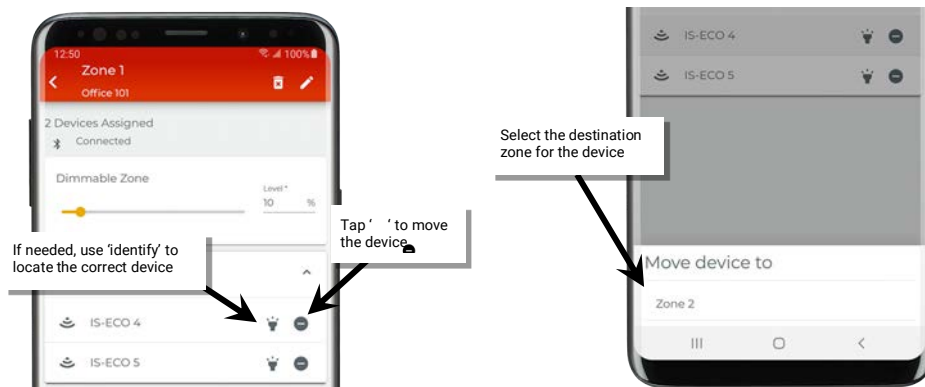 12:50
100%
Zone 1
Office 101
2 Devices Assigned
Connected
Dimmable Zone
Level *
10 %
If needed, use ‘identify’ to
locate the correct device
Tap ‘ ‘ to move
the device
IS-ECO 4
IS-ECO 5
IS-ECO 4
IS-ECO 5
Select the destination
zone for the device
Move device to
Zone 2